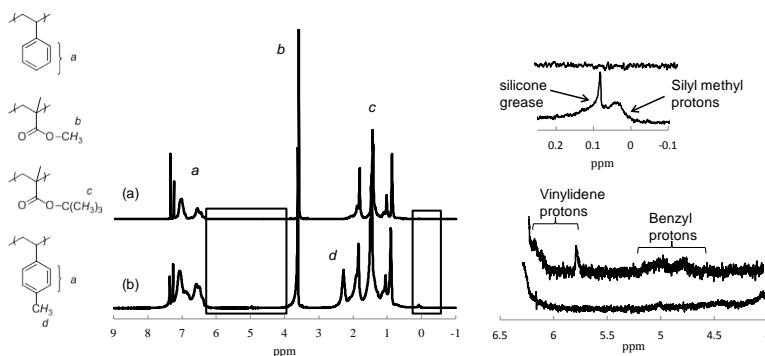 a
b
O
O–CH3
c
O
O–C(CH3)3
a
CH3
d
b
c
a
(a)
d
(b)
9 8 7 6 5 4 3 2 1 0 -1
ppm
silicone
grease
Silyl methyl
protons
0.2 0.1 0 -0.1
ppm
Vinylidene
protons
Benzyl
protons
6.5 6 5.5 5 4.5 4
ppm